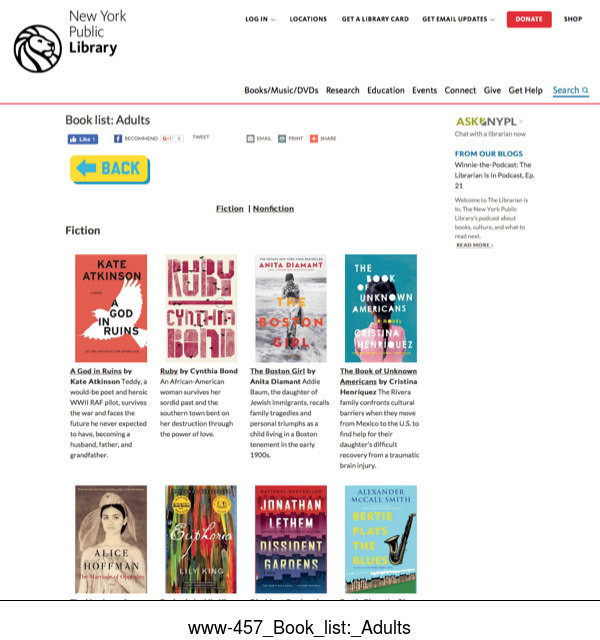 New York
Public
Library
LOG IN
LOCATIONS
GET A LIBRARY CARD
GET EMAIL UPDATES
DONATE
SHOP
Books/Music/DVDs Research Education Events Connect Give Get Help Search
Book list: Adults
Like 1
RECOMMEND
G+1 0
TWEET
EMAIL
PRINT
SHARE
BACK
Fiction | Nonfiction
Fiction
ASK NYPL >
Chat with a librarian now
FROM OUR BLOGS
Winnie-the-Podcast: The
Librarian Is In Podcast, Ep.
21
Welcome to The Librarian Is
In, The New York Public
Library's podcast about
books, culture, and what to
read next.
READ MORE ›
KATE
ATKINSON
A NOVEL
A
GOD
IN
RUINS
RUBY
CYNTHIA
BOND
ANITA DIAMANT
THE
BOSTON
GIRL
THE
BOOK
OF
UNKNOWN
AMERICANS
A NOVEL
CRISTINA
HENRÍQUEZ
A God in Ruins by
Kate Atkinson Teddy, a
would-be poet and heroic
WWII RAF pilot, survives
the war and faces the
future he never expected
to have, becoming a
husband, father, and
grandfather.
Ruby by Cynthia Bond
An African-American
woman survives her
sordid past and the
southern town bent on
her destruction through
the power of love.
The Boston Girl by
Anita Diamant Addie
Baum, the daughter of
Jewish immigrants, recalls
family tragedies and
personal triumphs as a
child living in a Boston
tenement in the early
1900s.
The Book of Unknown
Americans by Cristina
Henríquez The Rivera
family confronts cultural
barriers when they move
from Mexico to the U.S. to
find help for their
daughter's difficult
recovery from a traumatic
brain injury.
ALICE
HOFFMAN
The Marriage of Opposites
Euphoria
LILY KING
JONATHAN
LETHEM
DISSIDENT
GARDENS
ALEXANDER
McCALL SMITH
BERTIE
PLAYS
THE
BLUES
www-457_Book_list:_Adults